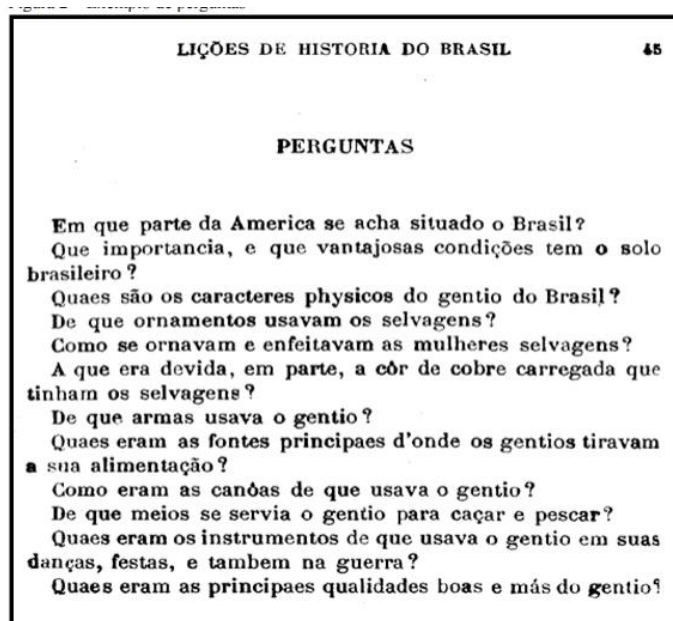 LIÇÕES DE HISTORIA DO BRASIL 45
PERGUNTAS
Em que parte da America se acha situado o Brasil?
Que importancia, e que vantajosas condições tem o solo
brasileiro?
Quaes são os caracteres physicos do gentio do Brasil?
De que ornamentos usavam os selvagens?
Como se ornavam e enfeitavam as mulheres selvagens?
A que era devida, em parte, a côr de cobre carregada que
tinham os selvagens?
De que armas usava o gentio?
Quaes eram as fontes principaes d'onde os gentios tiravam
a sua alimentação?
Como eram as canôas de que usava o gentio?
De que meios se servia o gentio para caçar e pescar?
Quaes eram os instrumentos de que usava o gentio em suas
danças, festas, e tambem na guerra?
Quaes eram as principaes qualidades boas e más do gentio?